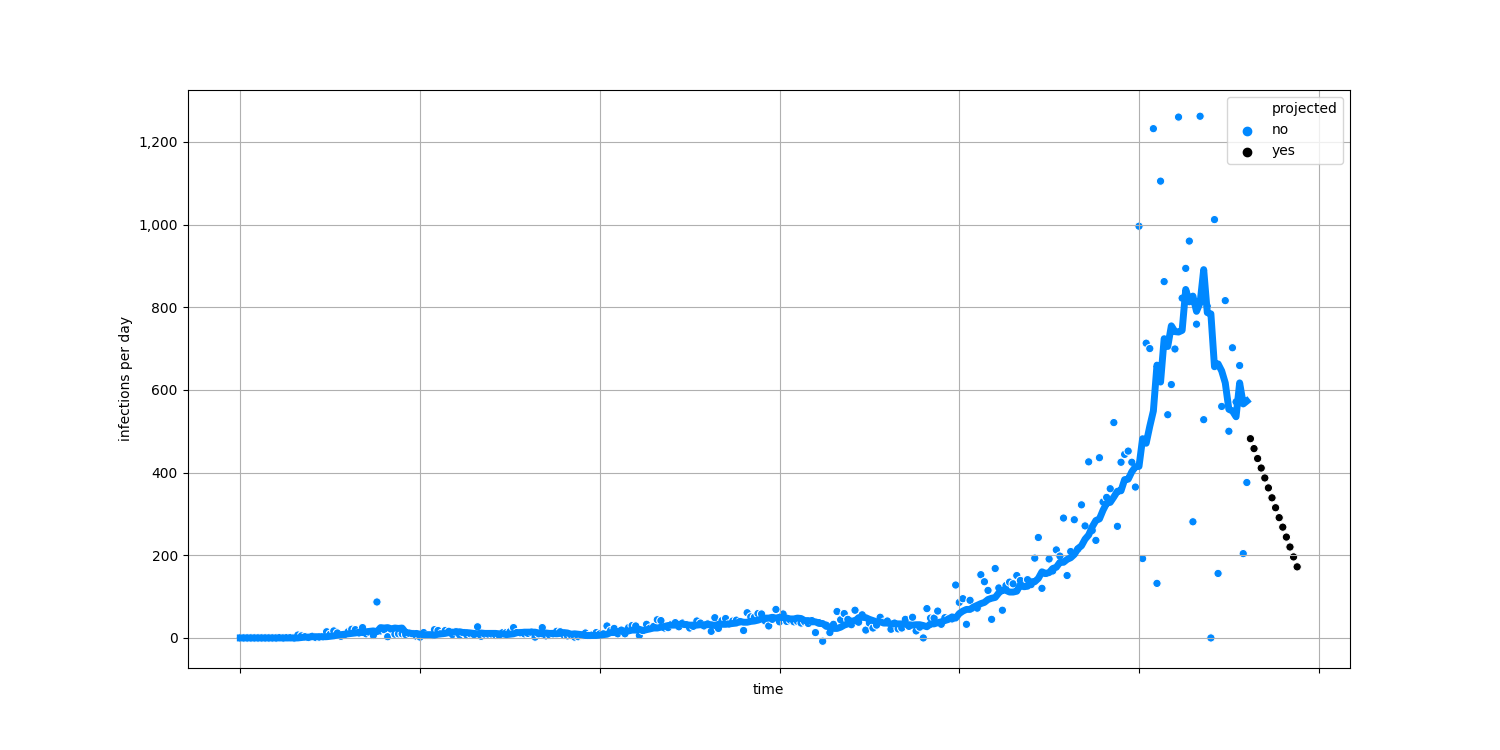 projected
no
yes
1,200
1,000
800
600
400
200
0
infections per day
time